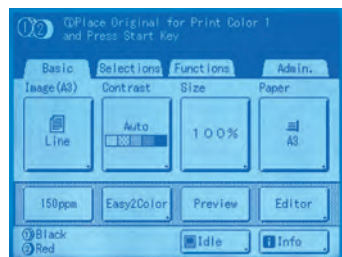 ①② ①Place Original for Print Color 1
and Press Start Key
Basic Selections Functions Admin.
Image(A3) Contrast Size Paper
Line Auto 100% A3
150ppm Easy2Color Preview Editor
①Black
②Red
Idle Info